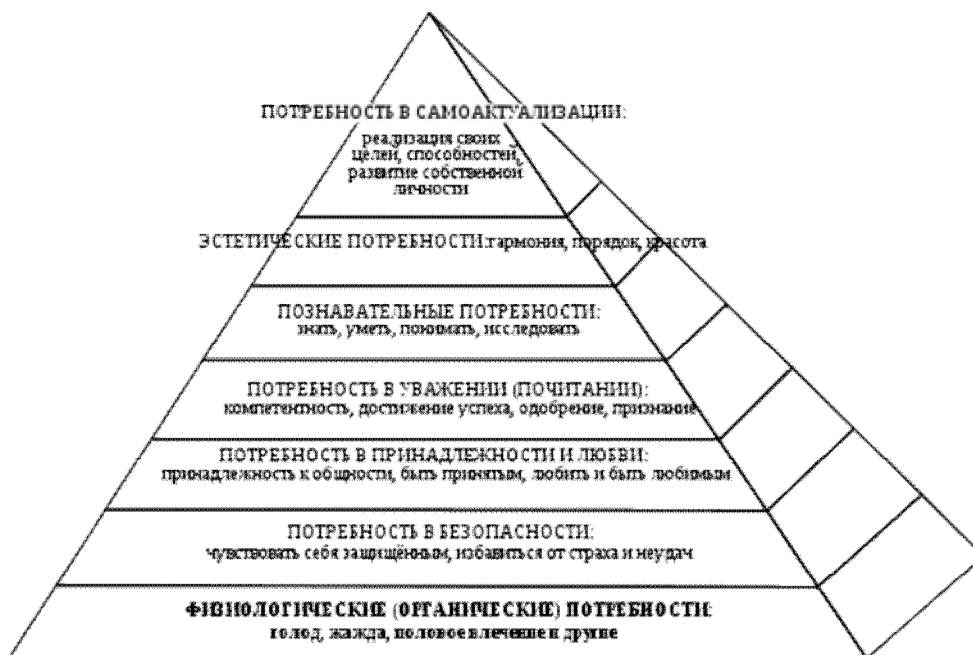 ПОТРЕБНОСТЬ В САМОАКТУАЛИЗАЦИИ:
реализация своих
целей, способностей,
развитие собственной
личности
ЭСТЕТИЧЕСКИЕ ПОТРЕБНОСТИ:гармония, порядок, красота
ПОЗНАВАТЕЛЬНЫЕ ПОТРЕБНОСТИ:
знать, уметь, понимать, исследовать
ПОТРЕБНОСТЬ В УВАЖЕНИИ (ПОЧИТАНИИ):
компетентность, достижение успеха, одобрение, признание
ПОТРЕБНОСТЬ В ПРИНАДЛЕЖНОСТИ И ЛЮБВИ:
принадлежность к общности, быть принятым, любить и быть любимым
ПОТРЕБНОСТЬ В БЕЗОПАСНОСТИ:
чувствовать себя защищённым, избавиться от страха и неудач
ФИЗИОЛОГИЧЕСКИЕ (ОРГАНИЧЕСКИЕ) ПОТРЕБНОСТИ:
голод, жажда, половое влечение и другие